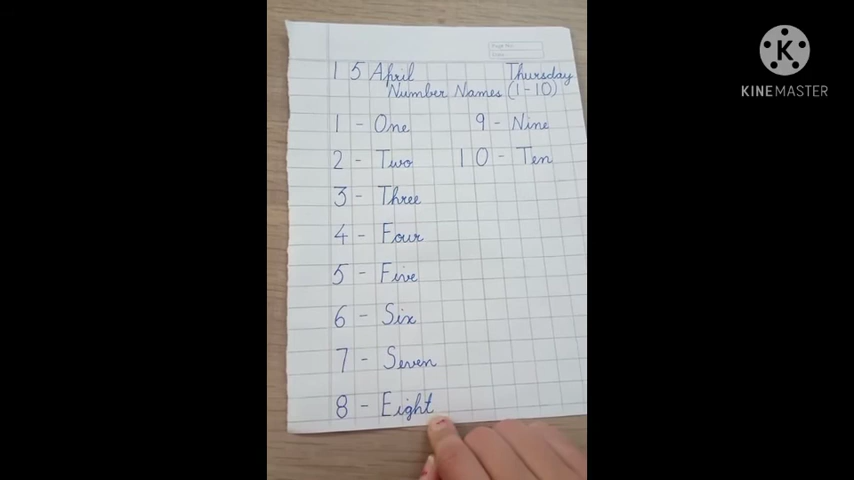 15 April Thursday
Number Names (1-10)
1 - One
2 - Two
3 - Three
4 - Four
5 - Five
6 - Six
7 - Seven
8 - Eight
9 - Nine
10 - Ten
K
KINEMASTER